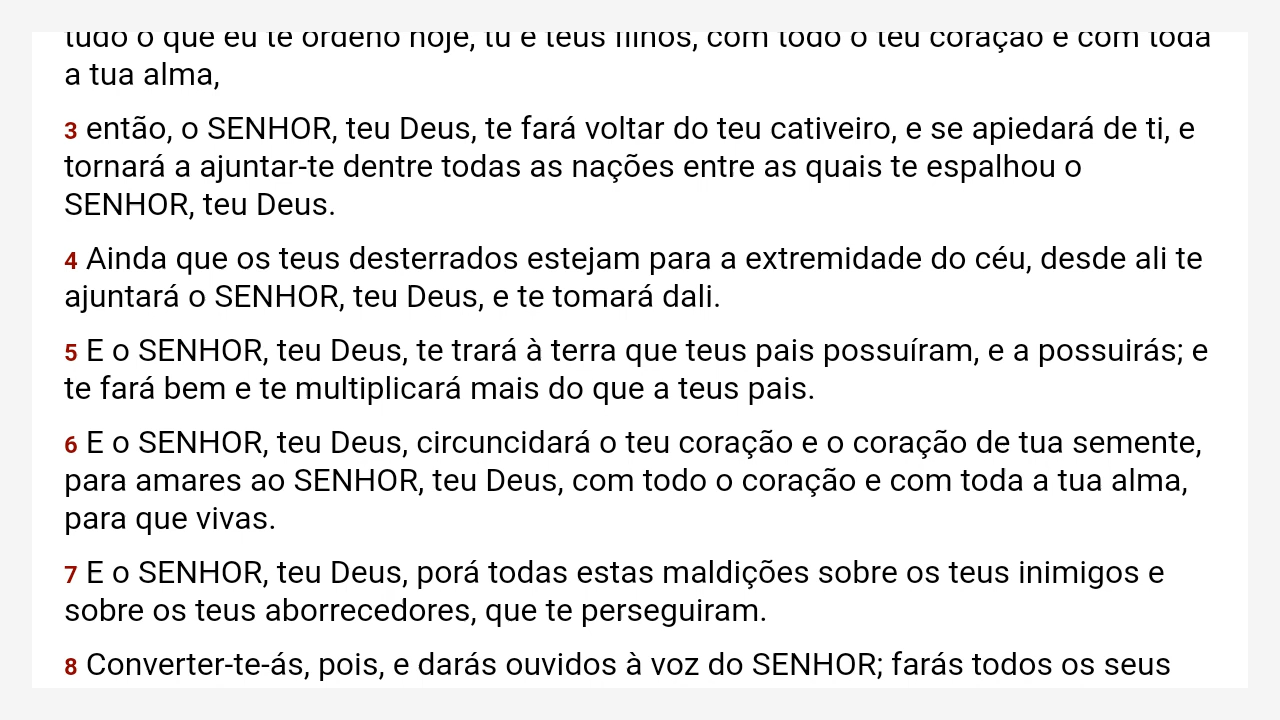 tudo o que eu te ordeno hoje, tu e teus filhos, com todo o teu coração e com toda
a tua alma,
3 então, o SENHOR, teu Deus, te fará voltar do teu cativeiro, e se apiedará de ti, e
tornará a ajuntar-te dentre todas as nações entre as quais te espalhou o
SENHOR, teu Deus.
4 Ainda que os teus desterrados estejam para a extremidade do céu, desde ali te
ajuntará o SENHOR, teu Deus, e te tomará dali.
5 E o SENHOR, teu Deus, te trará à terra que teus pais possuíram, e a possuirás; e
te fará bem e te multiplicará mais do que a teus pais.
6 E o SENHOR, teu Deus, circuncidará o teu coração e o coração de tua semente,
para amares ao SENHOR, teu Deus, com todo o coração e com toda a tua alma,
para que vivas.
7 E o SENHOR, teu Deus, porá todas estas maldições sobre os teus inimigos e
sobre os teus aborrecedores, que te perseguiram.
8 Converter-te-ás, pois, e darás ouvidos à voz do SENHOR; farás todos os seus